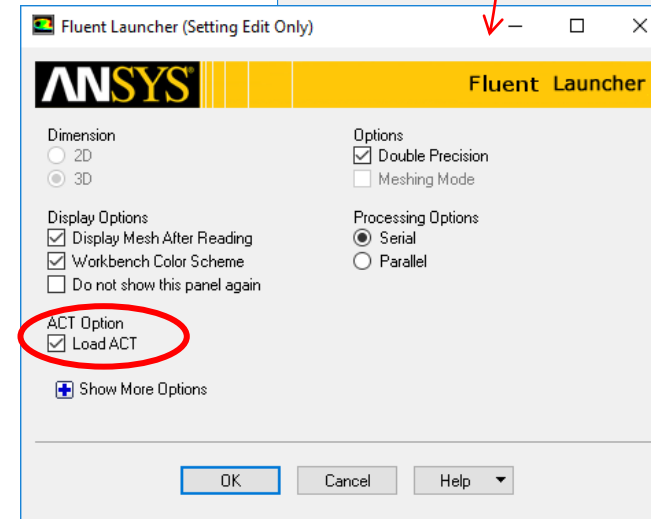 Fluent Launcher (Setting Edit Only)
ANSYS
Fluent Launcher
Dimension
2D
3D
Options
Double Precision
Meshing Mode
Display Options
Display Mesh After Reading
Workbench Color Scheme
Do not show this panel again
Processing Options
Serial
Parallel
ACT Option
Load ACT
Show More Options
OK
Cancel
Help